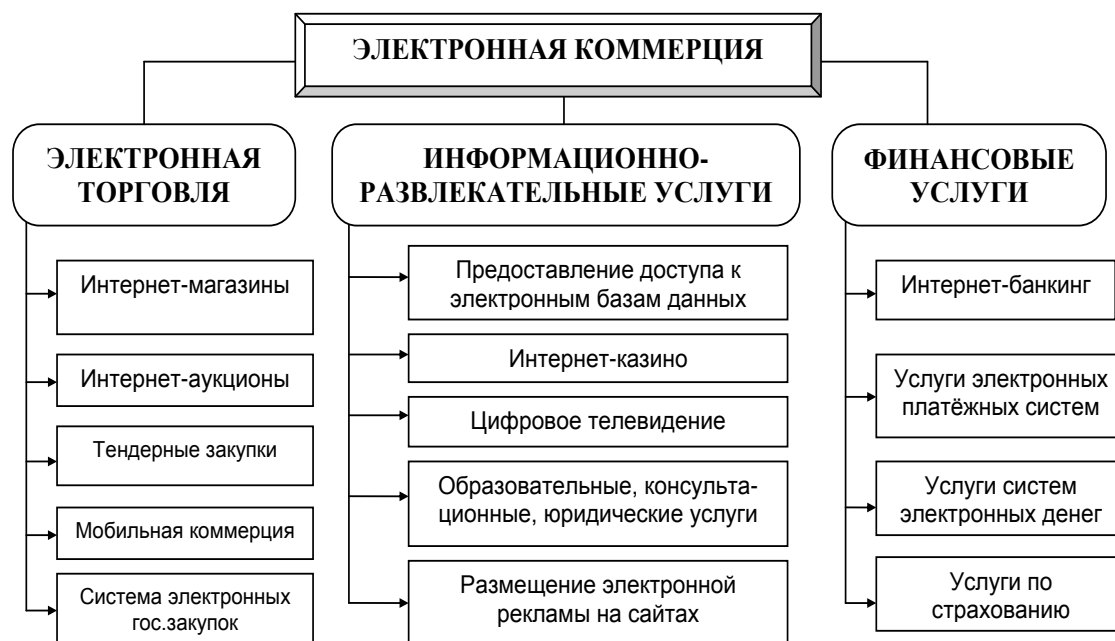 ЭЛЕКТРОННАЯ КОММЕРЦИЯ
ЭЛЕКТРОННАЯ
ТОРГОВЛЯ
Интернет-магазины
Интернет-аукционы
Тендерные закупки
Мобильная коммерция
Система электронных
гос.закупок
ИНФОРМАЦИОННО-
РАЗВЛЕКАТЕЛЬНЫЕ УСЛУГИ
Предоставление доступа к
электронным базам данных
Интернет-казино
Цифровое телевидение
Образовательные, консульта-
ционные, юридические услуги
Размещение электронной
рекламы на сайтах
ФИНАНСОВЫЕ
УСЛУГИ
Интернет-банкинг
Услуги электронных
платёжных систем
Услуги систем
электронных денег
Услуги по
страхованию